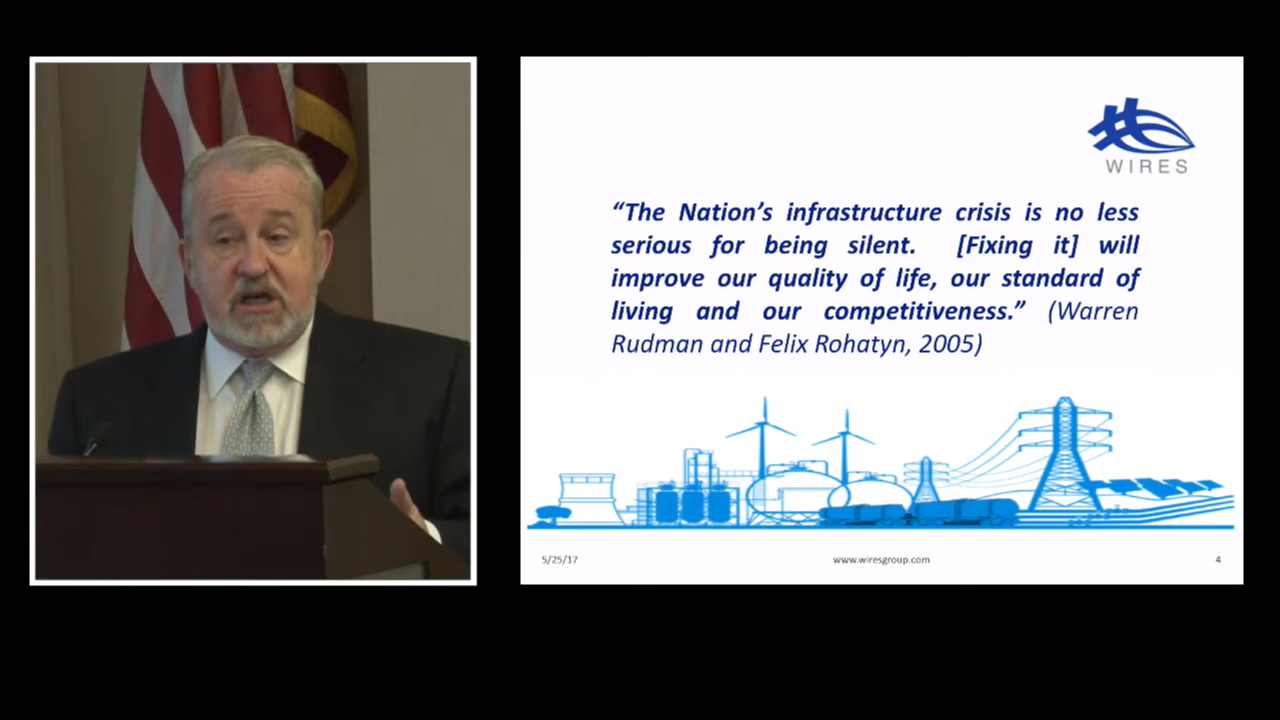 WIRES
“The Nation’s infrastructure crisis is no less
serious for being silent. [Fixing it] will
improve our quality of life, our standard of
living and our competitiveness.” (Warren
Rudman and Felix Rohatyn, 2005)
5/25/17 www.wiresgroup.com 4